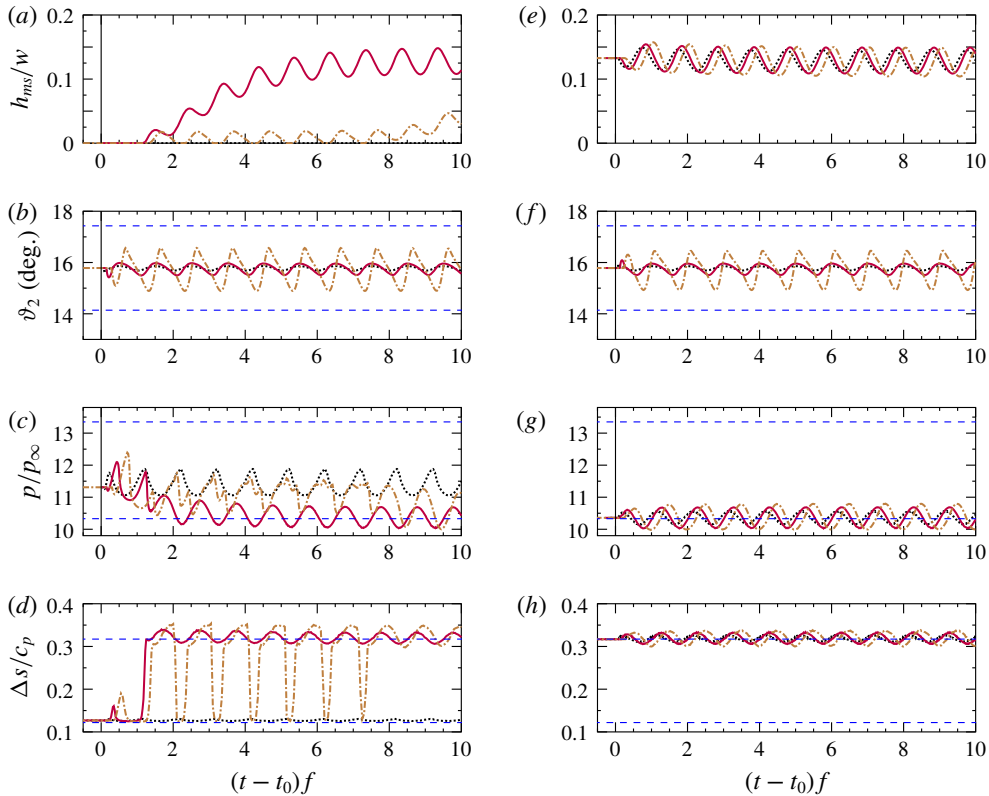 (a)
0.2
0.1
0
h_{ms}/w
0 2 4 6 8 10
(e)
0.2
0.1
0
0 2 4 6 8 10
(b)
18
16
14
ϑ_2 (deg.)
0 2 4 6 8 10
(f)
18
16
14
0 2 4 6 8 10
(c)
13
12
11
10
p/p_∞
0 2 4 6 8 10
(g)
13
12
11
10
0 2 4 6 8 10
(d)
0.4
0.3
0.2
0.1
Δs/c_p
0 2 4 6 8 10
(t − t_0)f
(h)
0.4
0.3
0.2
0.1
0 2 4 6 8 10
(t − t_0)f